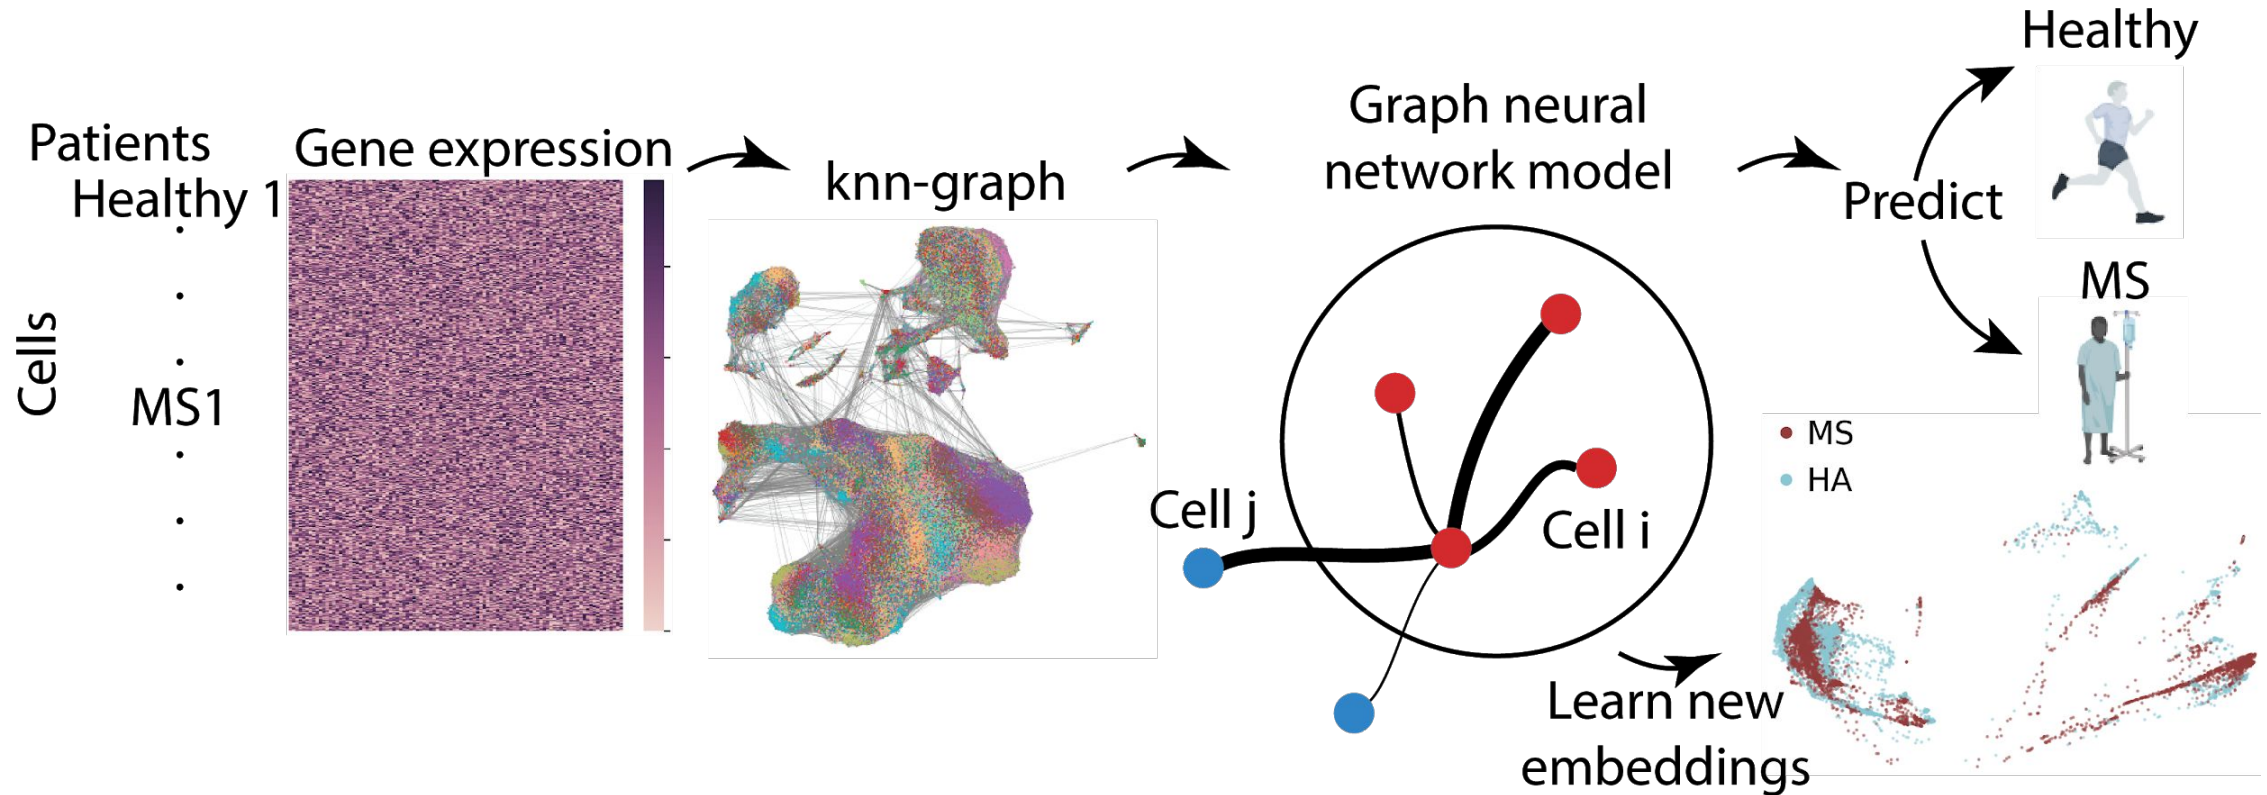 Patients
Healthy 1
Cells
MS1
Gene expression
knn-graph
Graph neural
network model
Cell j
Cell i
Learn new
embeddings
Predict
Healthy
MS
MS
HA